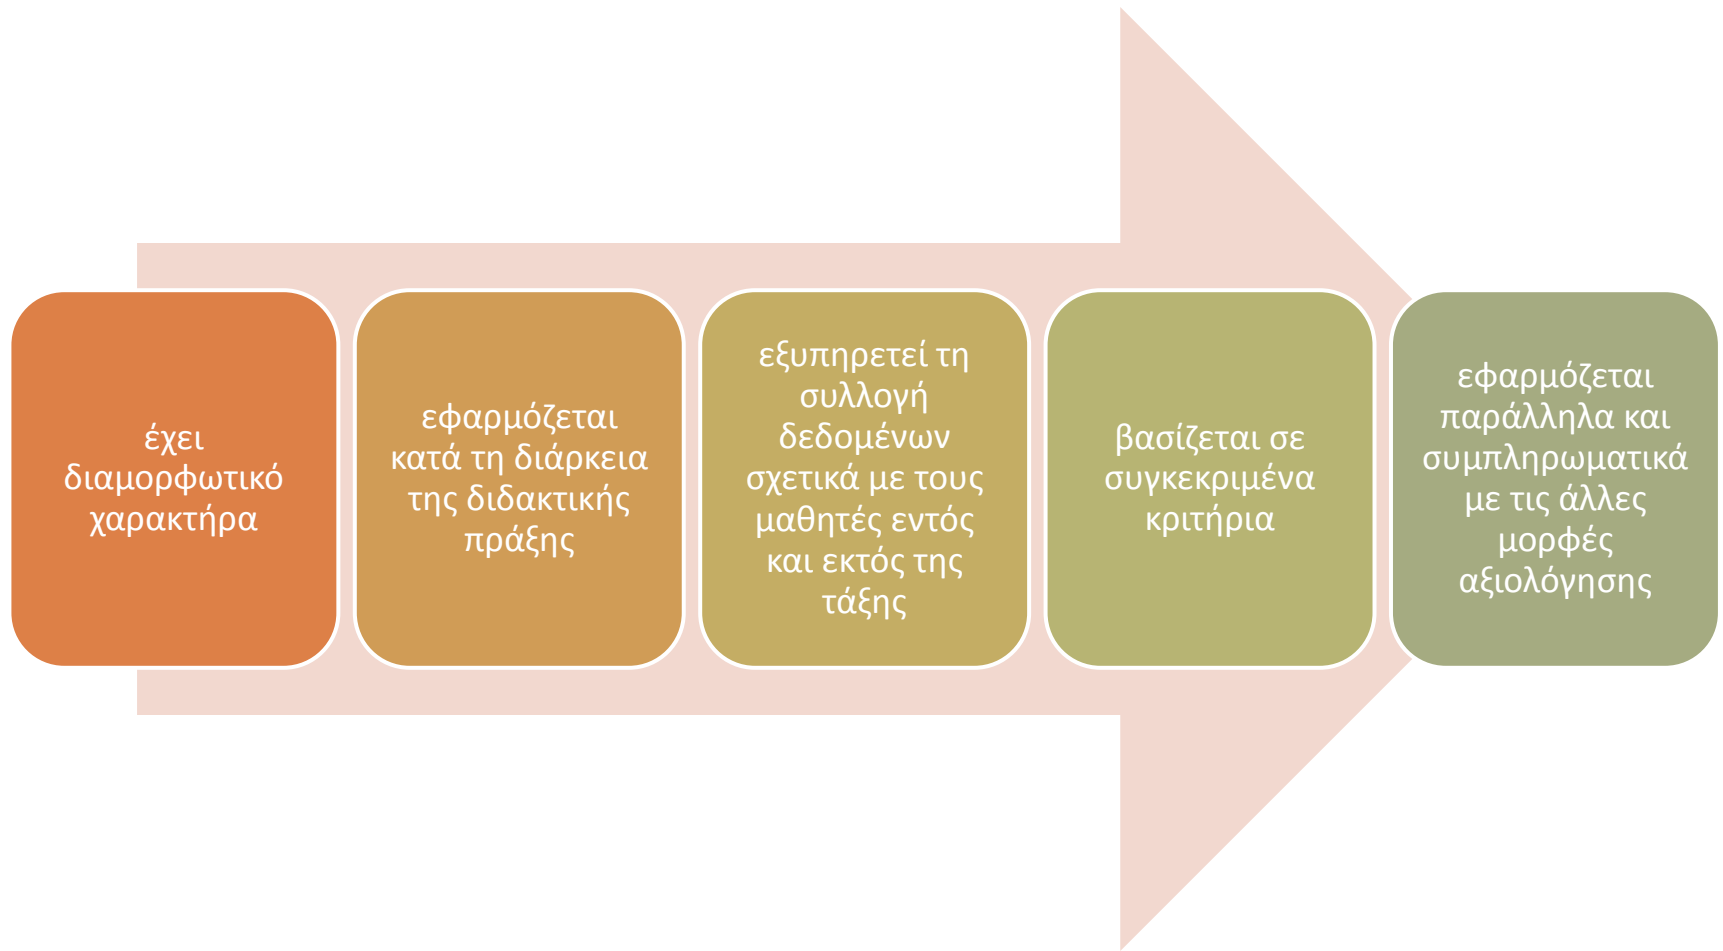 έχει
διαμορφωτικό
χαρακτήρα
εφαρμόζεται
κατά τη διάρκεια
της διδακτικής
πράξης
εξυπηρετεί τη
συλλογή
δεδομένων
σχετικά με τους
μαθητές εντός
και εκτός της
τάξης
βασίζεται σε
συγκεκριμένα
κριτήρια
εφαρμόζεται
παράλληλα και
συμπληρωματικά
με τις άλλες
μορφές
αξιολόγησης